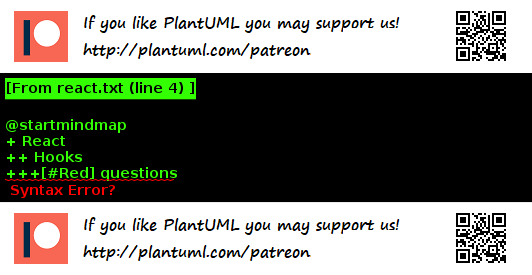 If you like PlantUML you may support us!
http://plantuml.com/patreon
[From react.txt (line 4) ]
@startmindmap
+ React
++ Hooks
+++[#Red] questions
Syntax Error?
If you like PlantUML you may support us!
http://plantuml.com/patreon